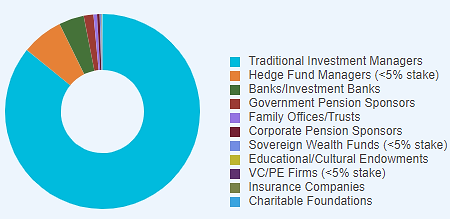 Traditional Investment Managers
Hedge Fund Managers (<5% stake)
Banks/Investment Banks
Government Pension Sponsors
Family Offices/Trusts
Corporate Pension Sponsors
Sovereign Wealth Funds (<5% stake)
Educational/Cultural Endowments
VC/PE Firms (<5% stake)
Insurance Companies
Charitable Foundations